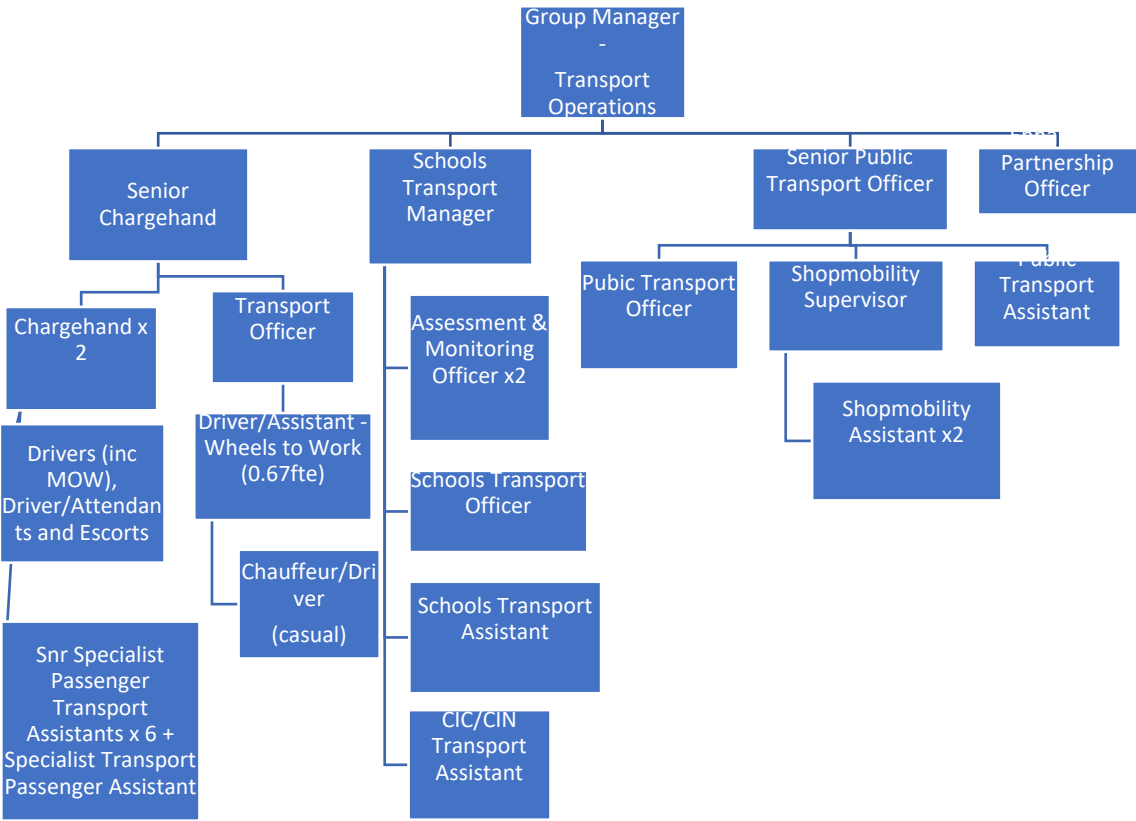 Group Manager
-
Transport
Operations
Senior
Chargehand
Schools
Transport
Manager
Senior Public
Transport Officer
Partnership
Officer
Chargehand x
2
Transport
Officer
Drivers (inc
MOW),
Driver/Attendan
ts and Escorts
Snr Specialist
Passenger
Transport
Assistants x 6 +
Specialist Transport
Passenger Assistant
Driver/Assistant -
Wheels to Work
(0.67fte)
Chauffeur/Dri
ver
(casual)
Assessment &
Monitoring
Officer x2
Schools Transport
Officer
Schools Transport
Assistant
CIC/CIN
Transport
Assistant
Pubic Transport
Officer
Shopmobility
Supervisor
Shopmobility
Assistant x2
Public
Transport
Assistant